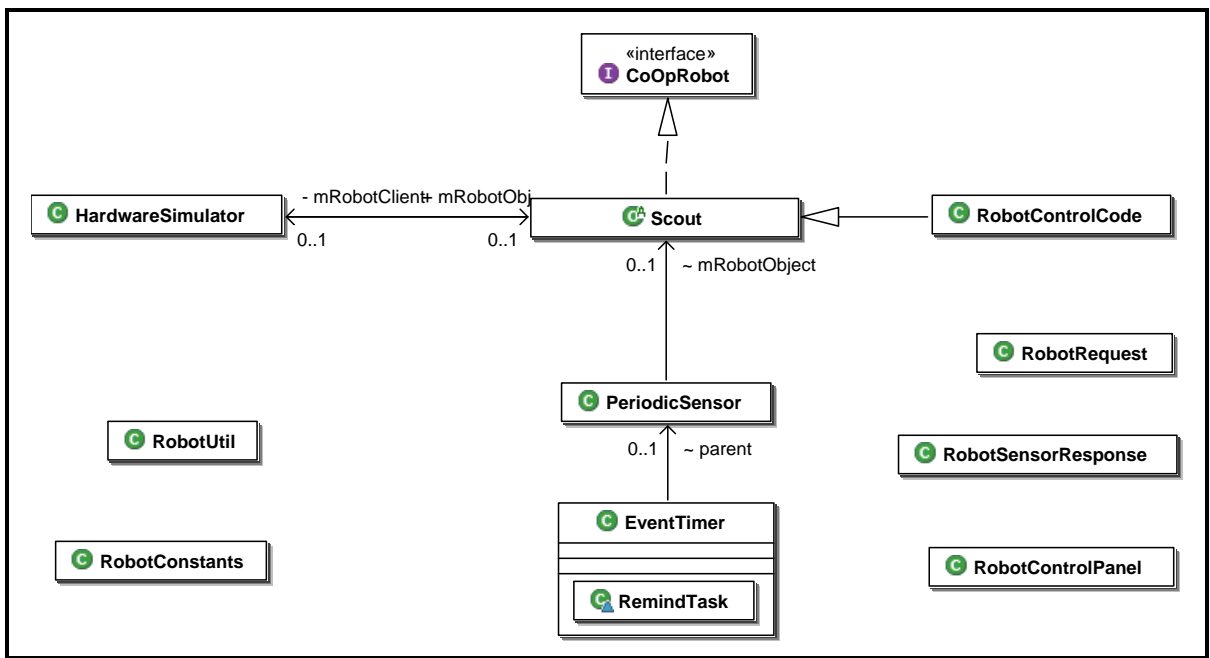 «interface»
CoOpRobot
- mRobotClient
+ mRobotObj
HardwareSimulator
Scout
RobotControlCode
0..1
0..1
0..1
~ mRobotObject
RobotRequest
PeriodicSensor
RobotUtil
0..1
~ parent
RobotSensorResponse
EventTimer
RobotConstants
RobotControlPanel
RemindTask